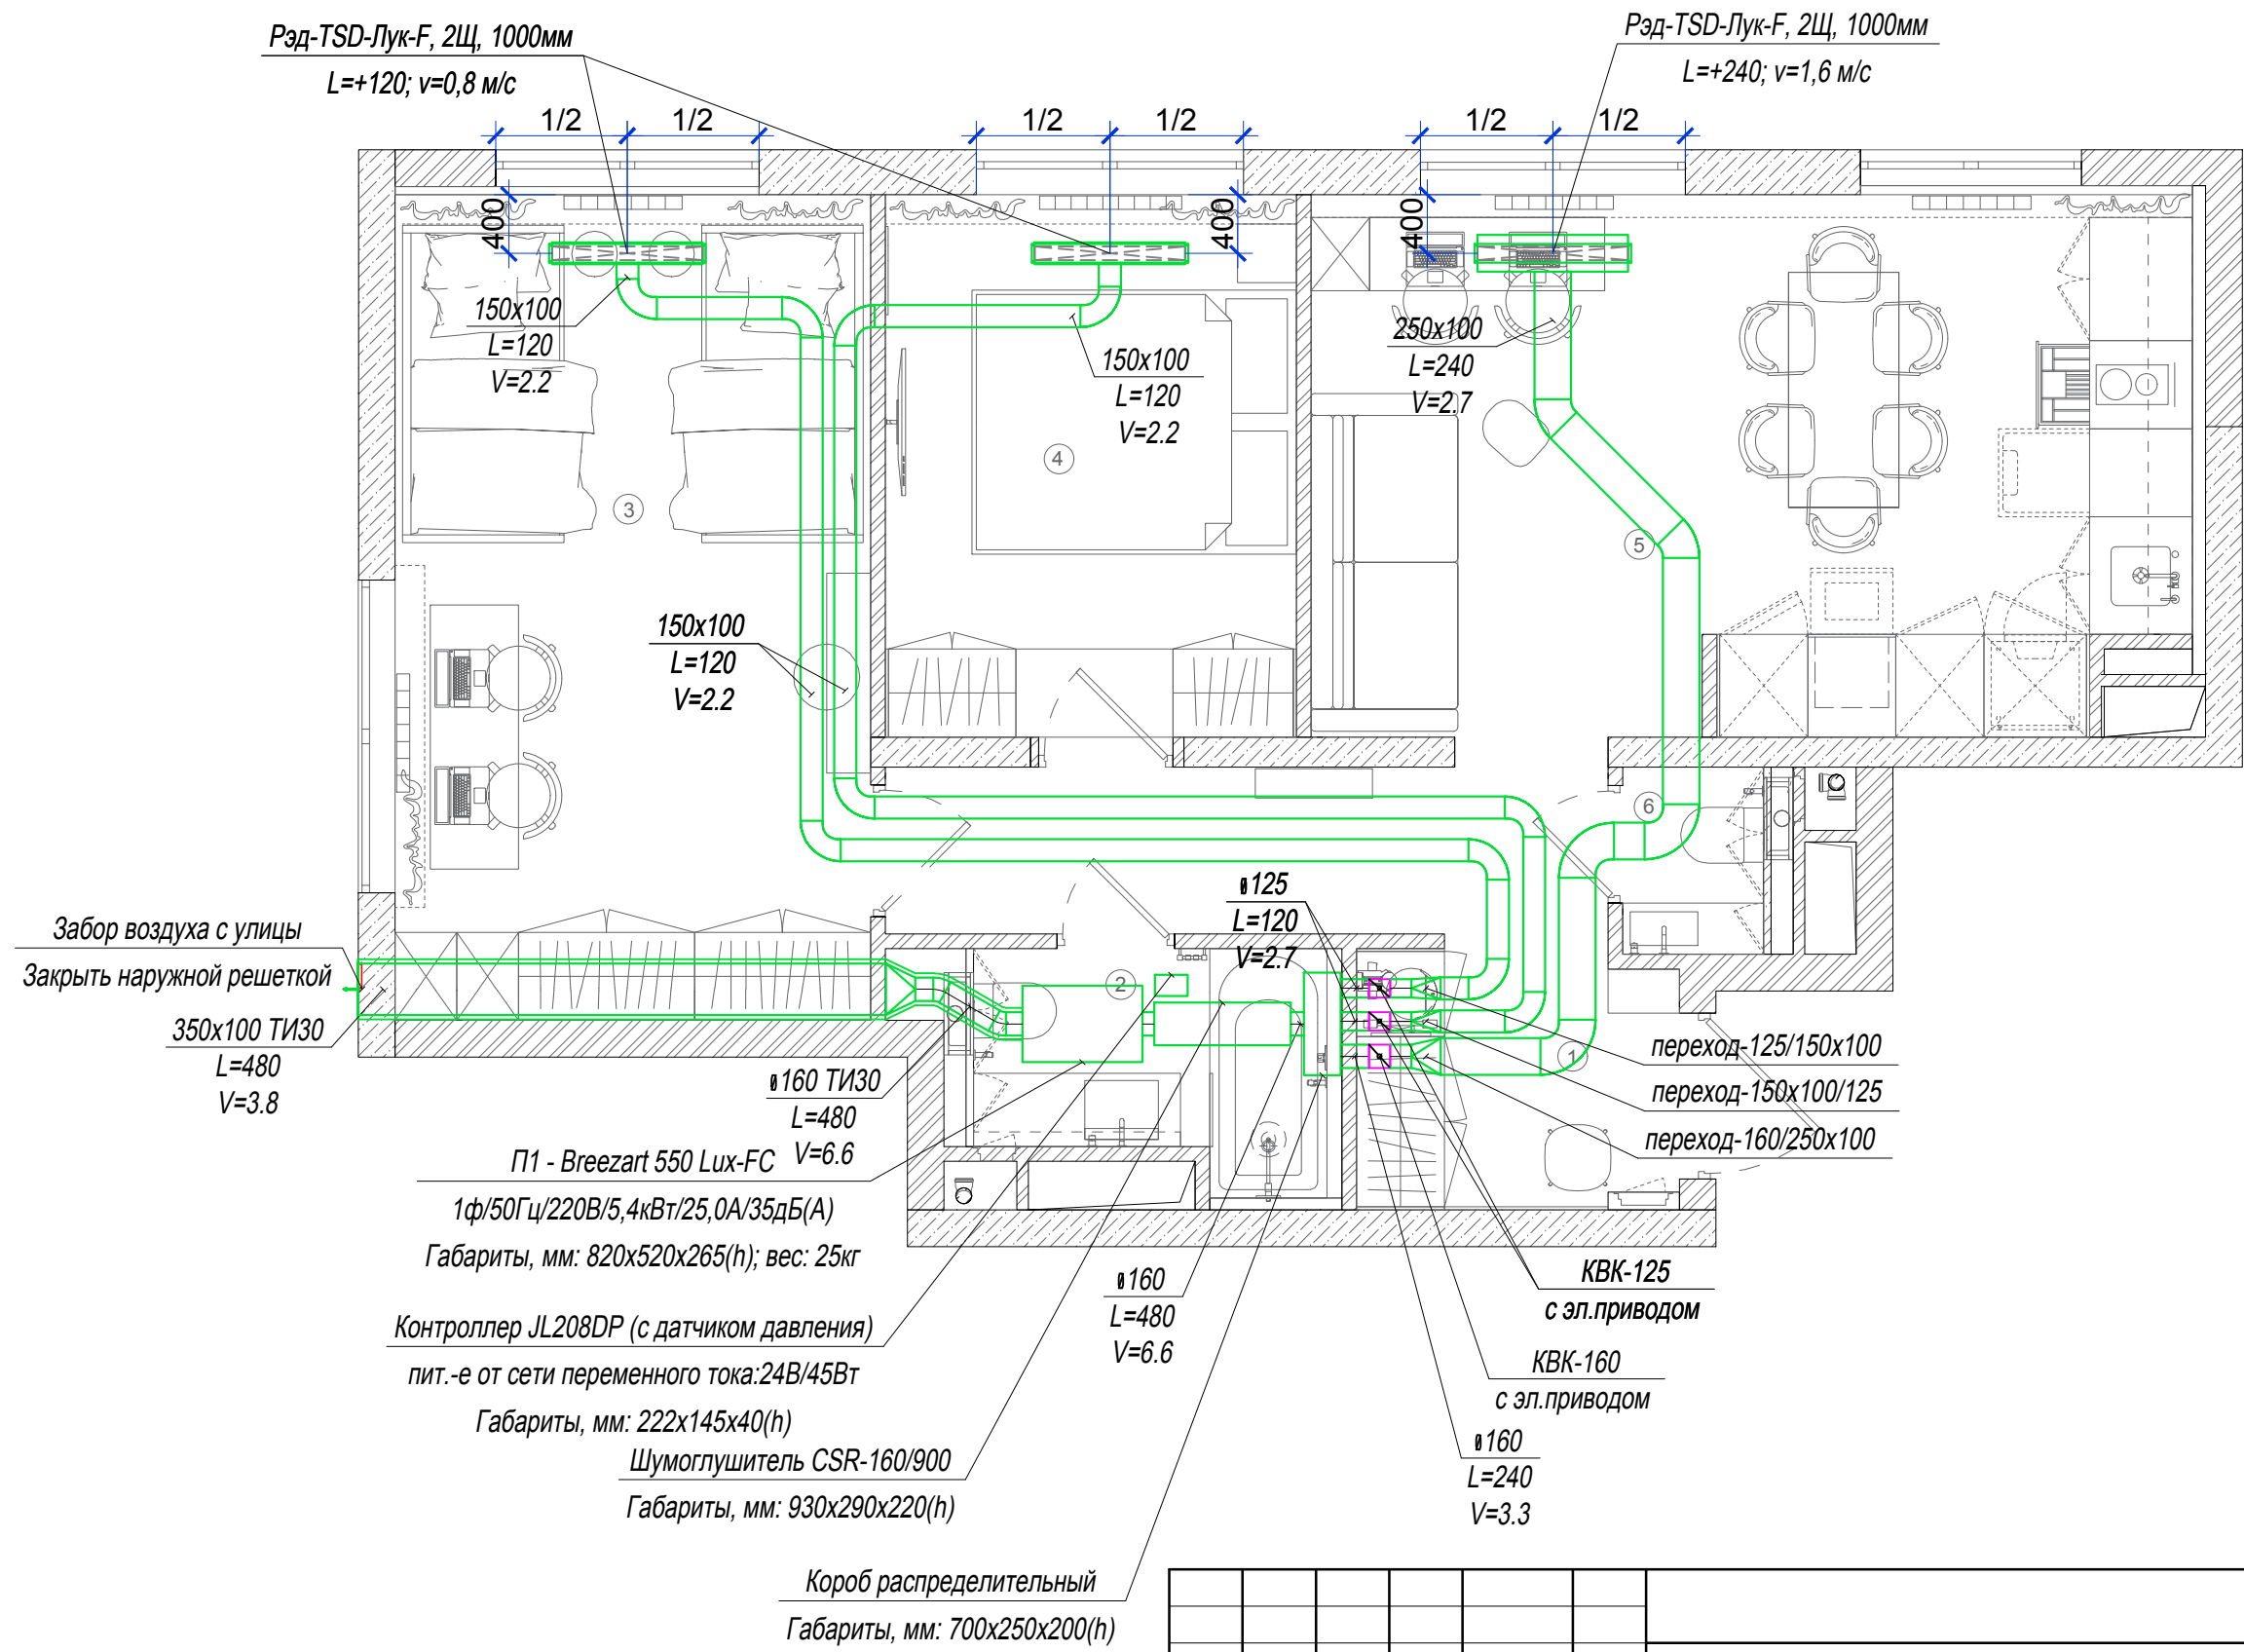 Рэд-TSD-Лук-F, 2Щ, 1000мм
L=+120; v=0,8 м/с
Рэд-TSD-Лук-F, 2Щ, 1000мм
L=+240; v=1,6 м/с
1/2
1/2
1/2
1/2
1/2
1/2
400
400
400
150x100
L=120
V=2.2
150x100
L=120
V=2.2
250x100
L=240
V=2.7
4
3
5
150x100
L=120
V=2.2
6
ø125
L=120
V=2.7
Забор воздуха с улицы
Закрыть наружной решеткой
350x100 ТИ30
L=480
V=3.8
2
1
ø160 ТИ30
L=480
V=6.6
переход-125/150x100
переход-150x100/125
переход-160/250x100
П1 - Breezart 550 Lux-FC
1ф/50Гц/220В/5,4кВт/25,0А/35дБ(А)
Габариты, мм: 820x520x265(h); вес: 25кг
ø160
L=480
V=6.6
КВК-125
с эл.приводом
Контроллер JL208DP (с датчиком давления)
пит.-е от сети переменного тока:24В/45Вт
Габариты, мм: 222x145x40(h)
КВК-160
с эл.приводом
Шумоглушитель CSR-160/900
Габариты, мм: 930x290x220(h)
ø160
L=240
V=3.3
Короб распределительный
Габариты, мм: 700x250x200(h)